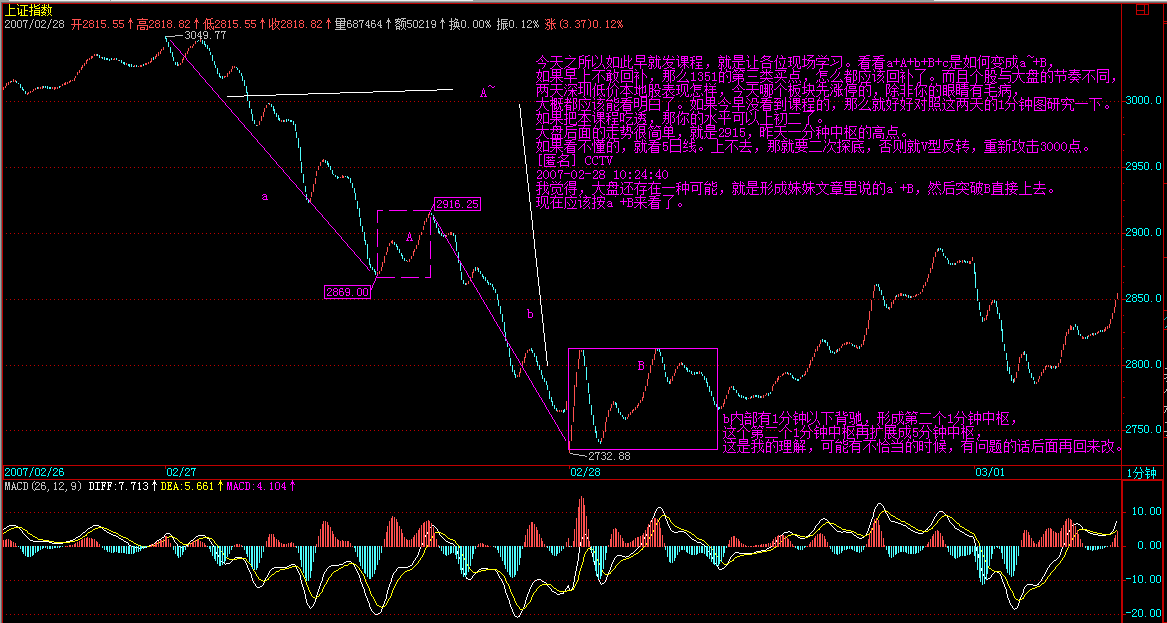 上证指数
2007/02/28 开2815.55↑高2818.82↑低2815.55↑收2818.82↑量687464↑额50219↑换0.00% 振0.12% 涨(3.37)0.12%
3049.77
今天之所以如此早就发课程，就是让各位现场学习。看看a+A+b+B+c是如何变成a~+B，
如果早上不敢回补，那么1051的第三类买点，怎么都应该回补了。而且个股与大盘的节奏不同，
两天深圳低价本地股表现怎样，今天哪个板块先涨停的，除非你的眼睛有毛病，
大概都应该能看明白了。如果今早没看到课程的，那么就好好对照这两天的1分钟图研究一下。
如果把本课程吃透，那你的水平可以上初二了。
大盘后面的走势很简单，就是2915，昨天一分钟中枢的高点。
如果看不懂的，就看5日线。上不去，那就要二次探底，否则就V型反转，重新攻击3000点。
[匿名] CCTV
2007-02-28 10:24:40
我觉得，大盘还存在一种可能，就是形成妹妹文章里说的a +B，然后突破B直接上去。
现在应该按a +B来看了。
A~
3000.0
2950.0
a
2916.25
A
2900.0
2869.00
b
2850.0
B
2800.0
b内部有1分钟以下背驰，形成第二个1分钟中枢，
这个第二个1分钟中枢再扩展成5分钟中枢，
这是我的理解，可能有不恰当的时候，有问题的话后面再回来改。
2750.0
2732.88
2007/02/26 02/27 02/28 03/01 1分钟
MACD(26,12,9) DIFF:7.713↑DEA:5.661↑MACD:4.104↑
10.00
0.00
-10.00
-20.00